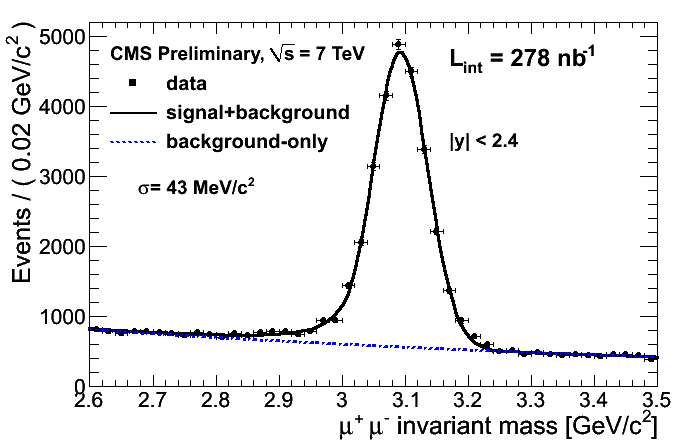 CMS Preliminary, √s = 7 TeV
L_int = 278 nb⁻¹
data
signal+background
background-only
|y| < 2.4
σ= 43 MeV/c²
Events / ( 0.02 GeV/c² )
5000
4000
3000
2000
1000
0
2.6 2.7 2.8 2.9 3 3.1 3.2 3.3 3.4 3.5
μ⁺ μ⁻ invariant mass [GeV/c²]